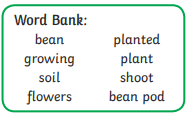 Word Bank:
bean planted
growing plant
soil shoot
flowers bean pod